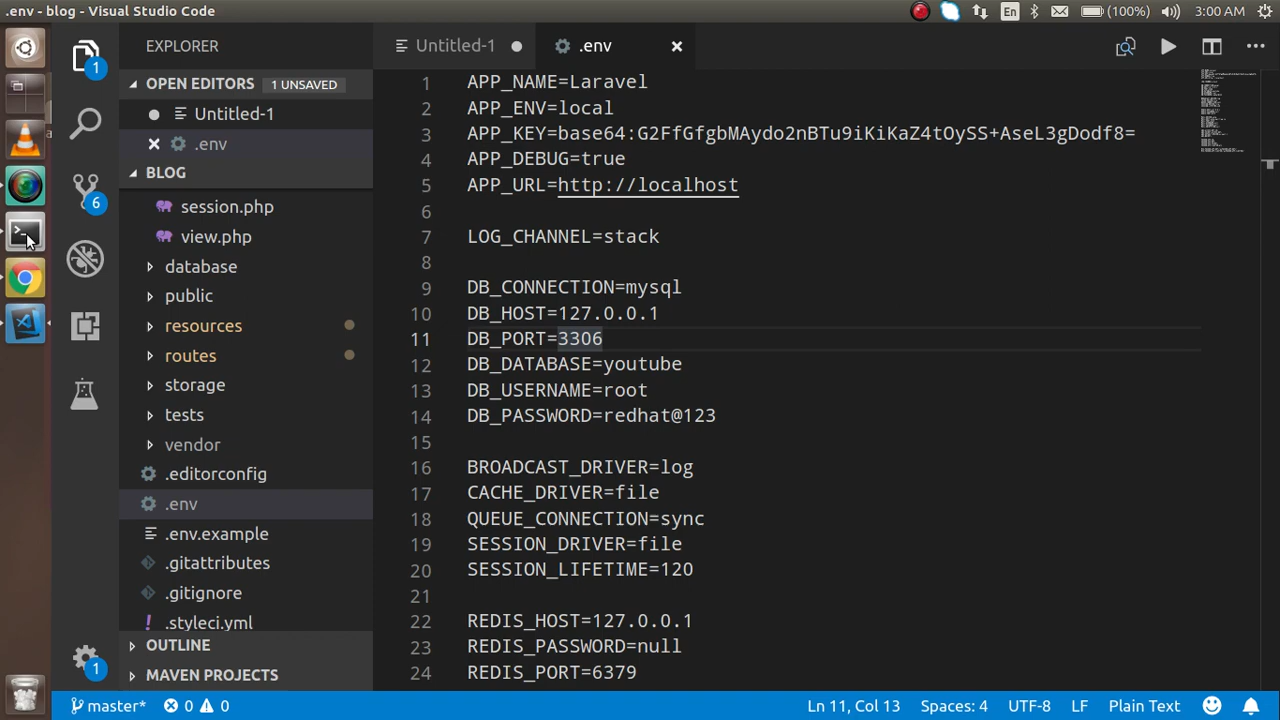 .env - blog - Visual Studio Code
En
(100%)
3:00 AM
EXPLORER
1
OPEN EDITORS
1 UNSAVED
Untitled-1
.env
BLOG
session.php
view.php
database
public
resources
routes
storage
tests
vendor
.editorconfig
.env
.env.example
.gitattributes
.gitignore
.styleci.yml
OUTLINE
MAVEN PROJECTS
6
1
Untitled-1
.env
1 APP_NAME=Laravel
2 APP_ENV=local
3 APP_KEY=base64:G2FfGfgbMAydo2nBTu9iKiKaZ4tOySS+AseL3gDodf8=
4 APP_DEBUG=true
5 APP_URL=http://localhost
6
7 LOG_CHANNEL=stack
8
9 DB_CONNECTION=mysql
10 DB_HOST=127.0.0.1
11 DB_PORT=3306
12 DB_DATABASE=youtube
13 DB_USERNAME=root
14 DB_PASSWORD=redhat@123
15
16 BROADCAST_DRIVER=log
17 CACHE_DRIVER=file
18 QUEUE_CONNECTION=sync
19 SESSION_DRIVER=file
20 SESSION_LIFETIME=120
21
22 REDIS_HOST=127.0.0.1
23 REDIS_PASSWORD=null
24 REDIS_PORT=6379
master*
0
0
Ln 11, Col 13
Spaces: 4
UTF-8
LF
Plain Text